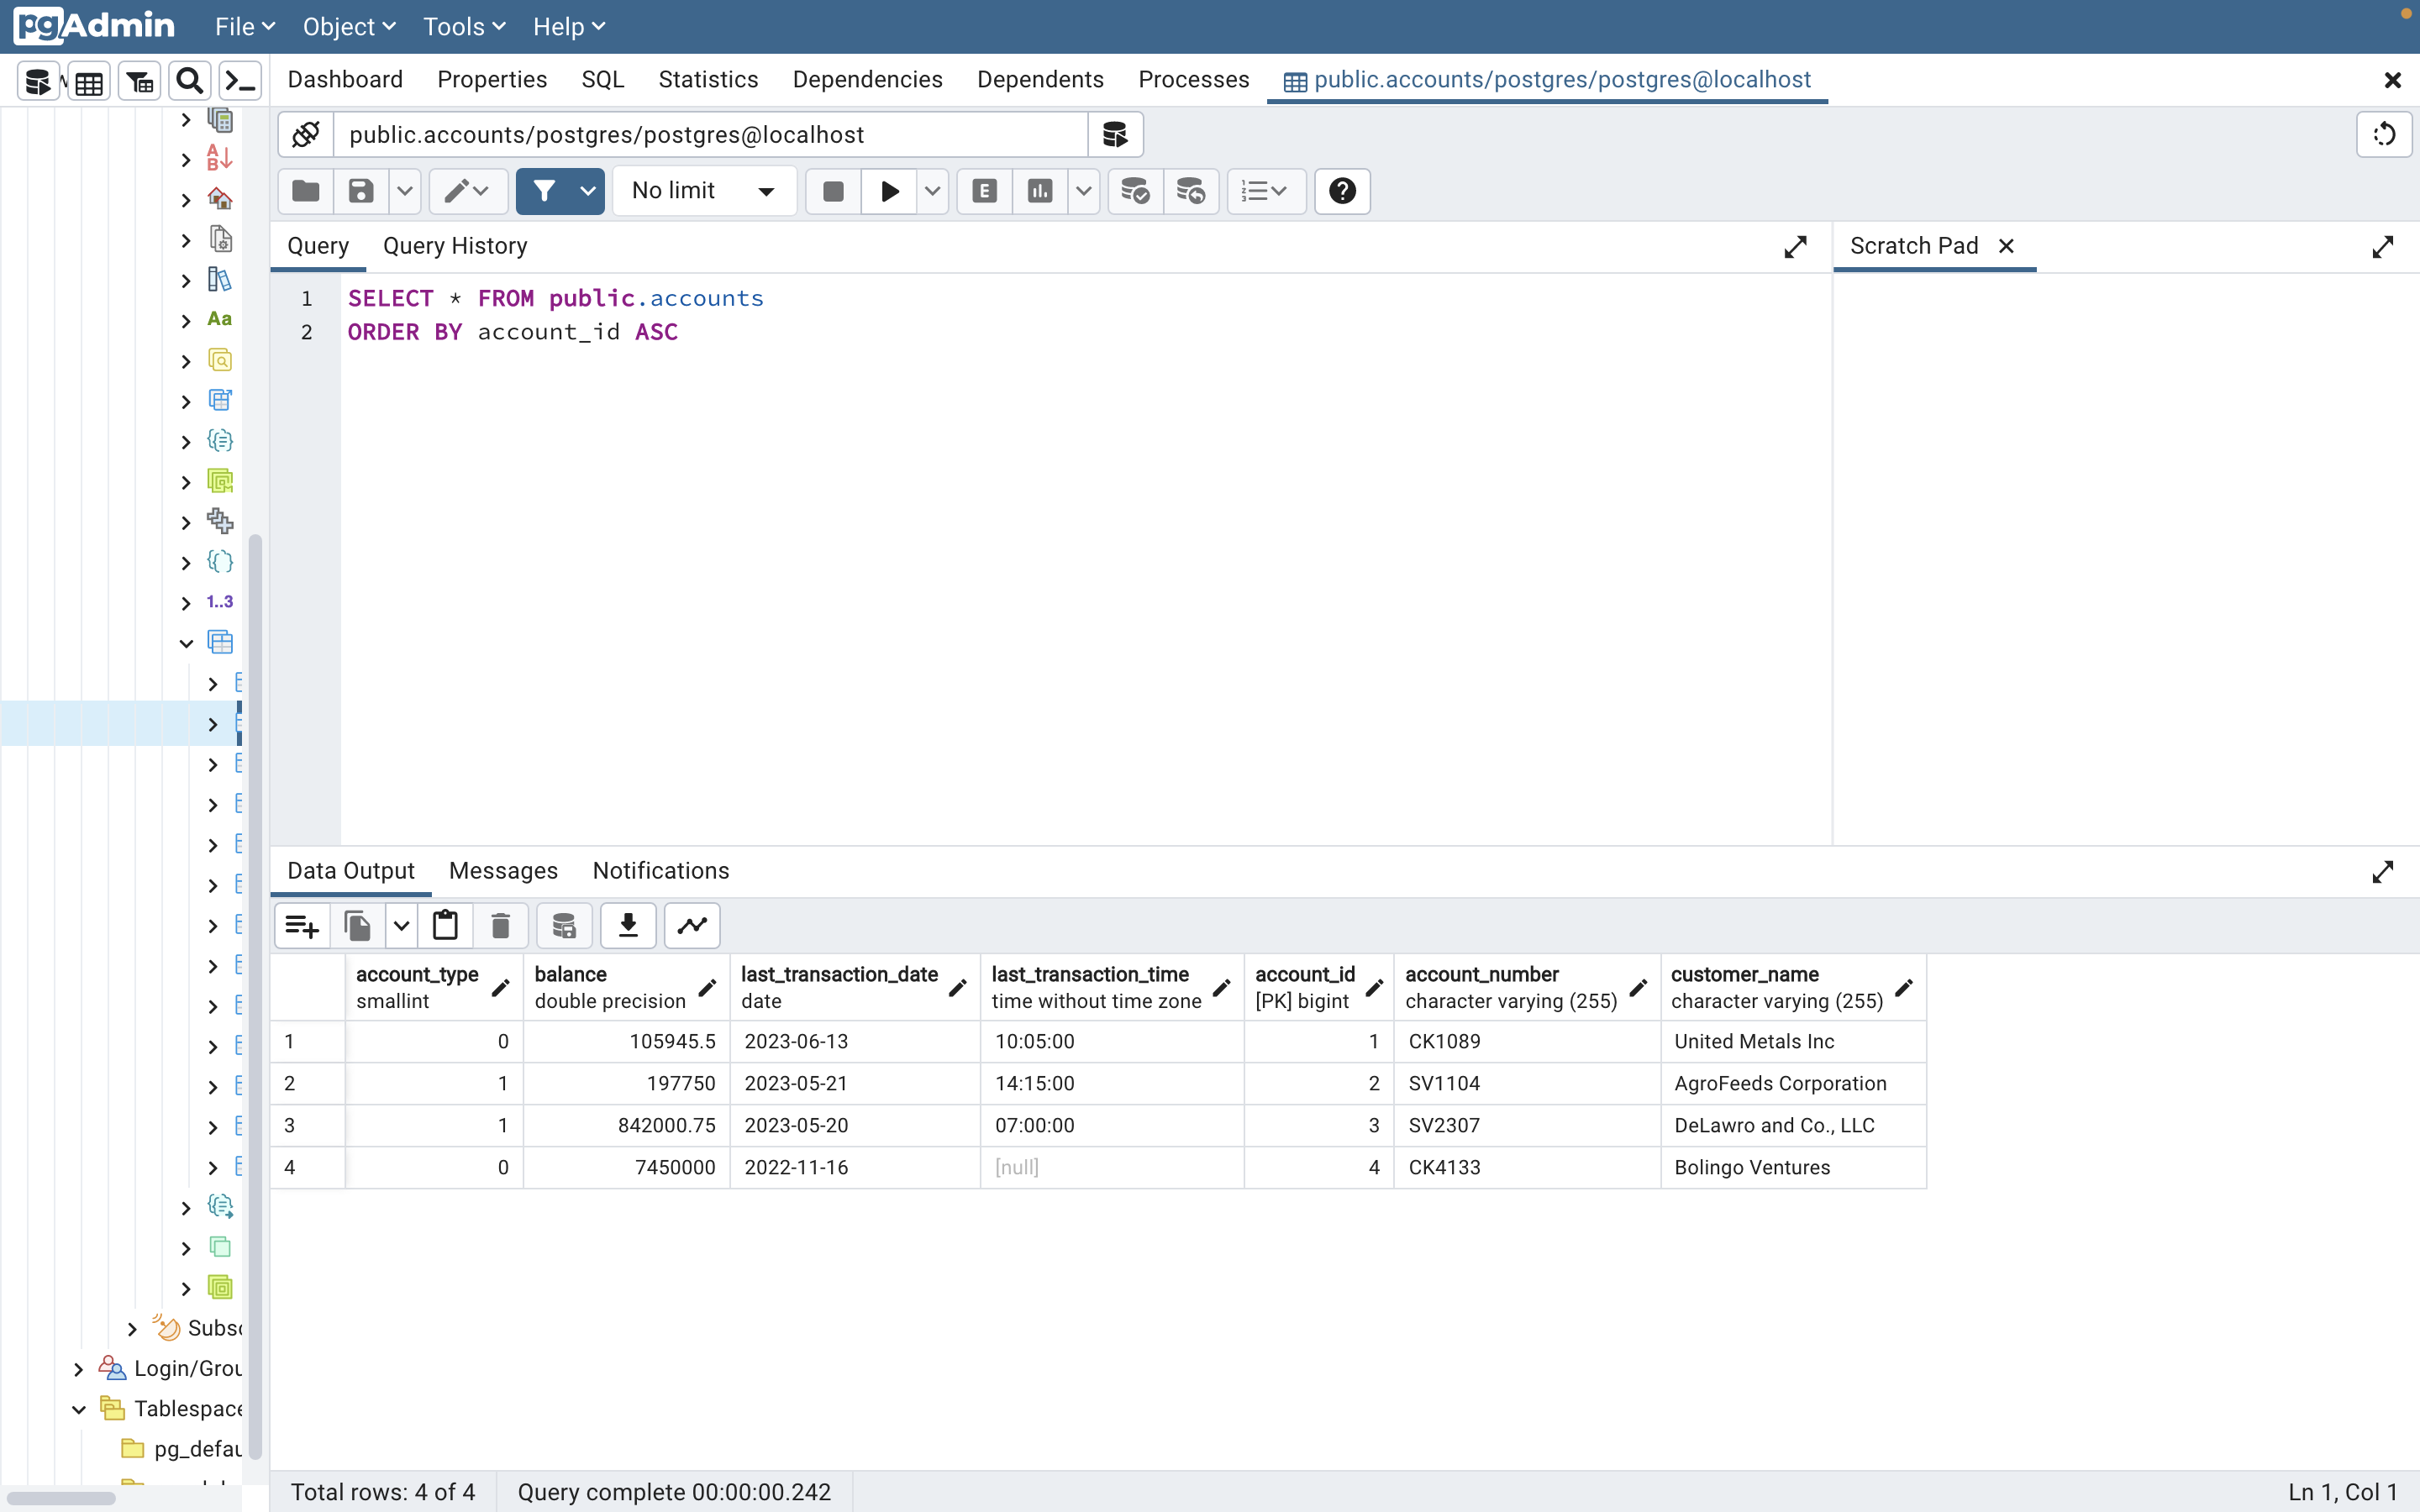 pgAdmin File Object Tools Help
Dashboard Properties SQL Statistics Dependencies Dependents Processes public.accounts/postgres/postgres@localhost
public.accounts/postgres/postgres@localhost
No limit E
Query Query History Scratch Pad
1 SELECT * FROM public.accounts
2 ORDER BY account_id ASC
Aa
1..3
Subsc
Login/Grou
Tablespace
pg_defau
Data Output Messages Notifications
account_type balance last_transaction_date last_transaction_time account_id account_number customer_name
smallint double precision date time without time zone [PK] bigint character varying (255) character varying (255)
1 0 105945.5 2023-06-13 10:05:00 1 CK1089 United Metals Inc
2 1 197750 2023-05-21 14:15:00 2 SV1104 AgroFeeds Corporation
3 1 842000.75 2023-05-20 07:00:00 3 SV2307 DeLawro and Co., LLC
4 0 7450000 2022-11-16 [null] 4 CK4133 Bolingo Ventures
Total rows: 4 of 4 Query complete 00:00:00.242 Ln 1, Col 1